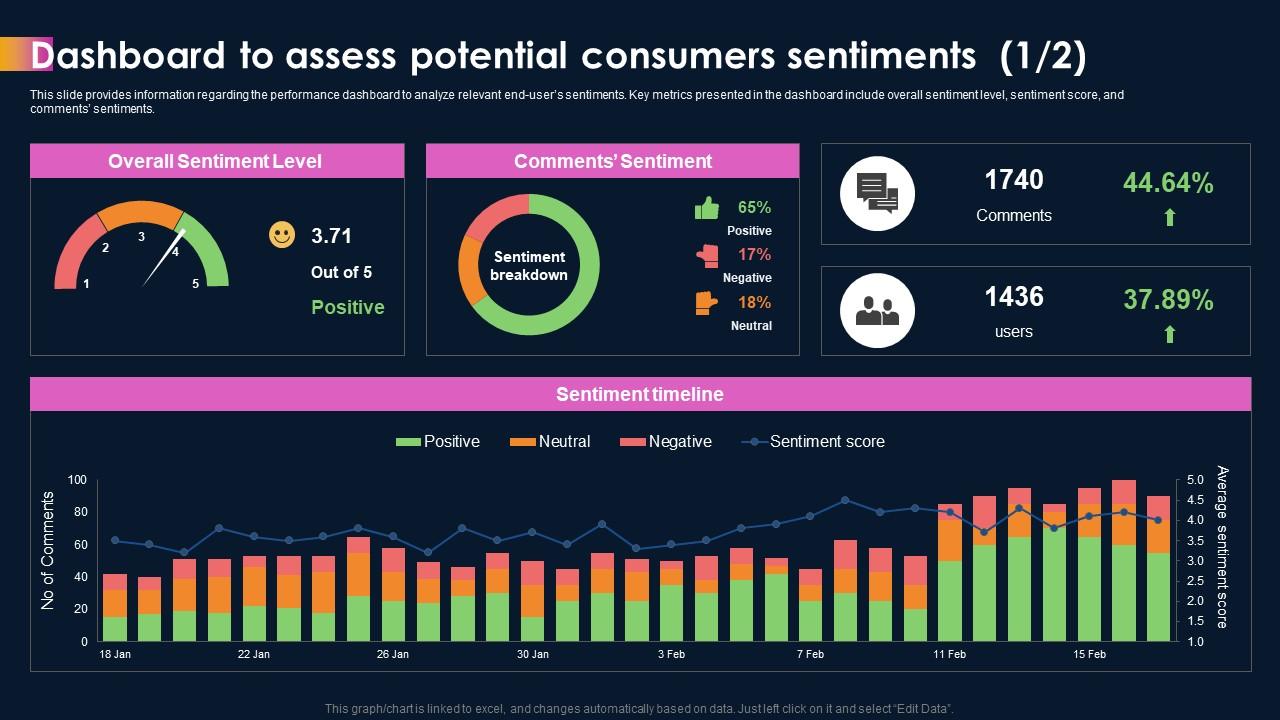 Dashboard to assess potential consumers sentiments (1/2)
This slide provides information regarding the performance dashboard to analyze relevant end-user's sentiments. Key metrics presented in the dashboard include overall sentiment level, sentiment score, and
comments' sentiments.
Overall Sentiment Level
1
2
3
4
5
3.71
Out of 5
Positive
Comments' Sentiment
Sentiment
breakdown
65%
Positive
17%
Negative
18%
Neutral
1740
Comments
44.64%
1436
users
37.89%
Sentiment timeline
Positive
Neutral
Negative
Sentiment score
No of Comments
100
80
60
40
20
0
5.0
4.5
4.0
3.5
3.0
2.5
2.0
1.5
1.0
Average sentiment score
18 Jan
22 Jan
26 Jan
30 Jan
3 Feb
7 Feb
11 Feb
15 Feb
This graph/chart is linked to excel, and changes automatically based on data. Just left click on it and select “Edit Data”.